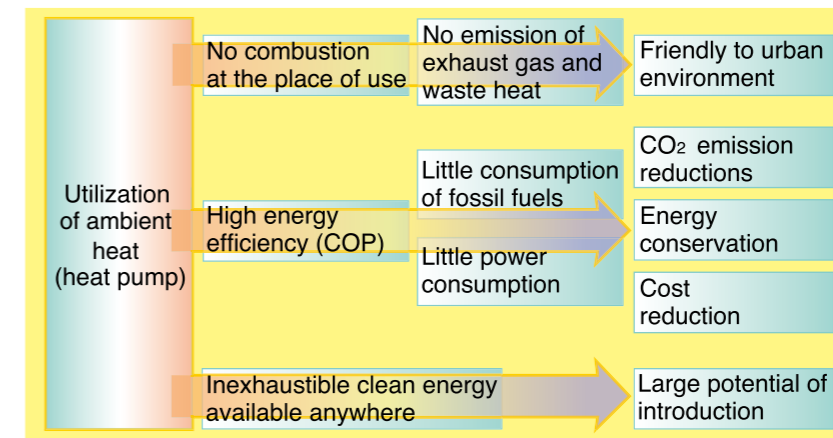 Utilization
of ambient
heat
(heat pump)
No combustion
at the place of use
No emission of
exhaust gas and
waste heat
Friendly to urban
environment
High energy
efficiency (COP)
Little consumption
of fossil fuels
Little power
consumption
CO₂ emission
reductions
Energy
conservation
Cost
reduction
Inexhaustible clean energy
available anywhere
Large potential of
introduction